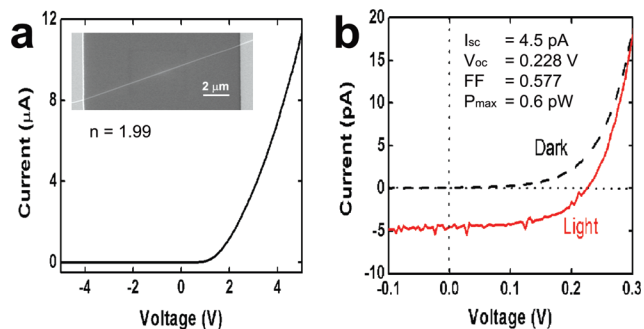 a
12
8
4
0
-4
-2
0
2
4
Current (μA)
Voltage (V)
2 μm
n = 1.99
b
20
15
10
5
0
-5
-10
-0.1
0.0
0.1
0.2
0.3
Current (pA)
Voltage (V)
Isc = 4.5 pA
Voc = 0.228 V
FF = 0.577
Pmax = 0.6 pW
Dark
Light